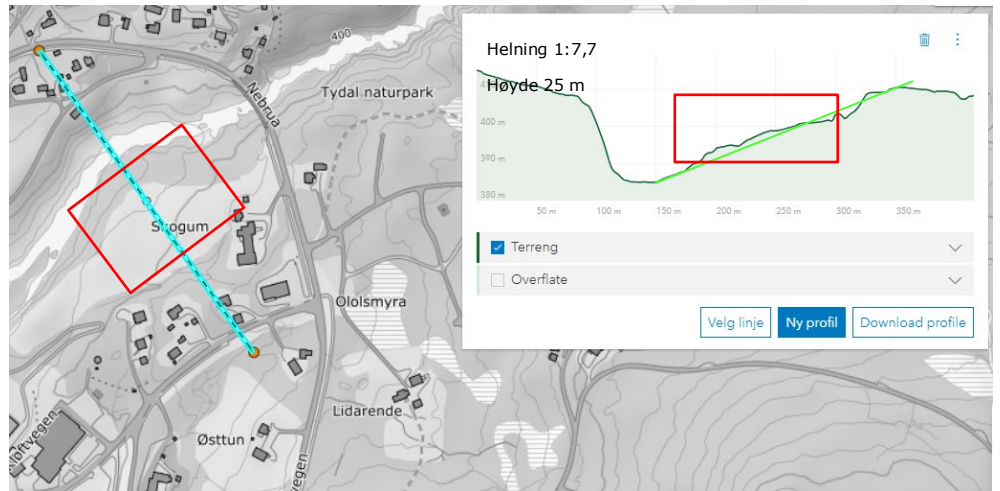 400
Nebrua
Tydal naturpark
Skogum
Ololsmyra
Lidarende
Østtun
Helning 1:7,7
Høyde 25 m
400 m
390 m
380 m
50 m
100 m
150 m
200 m
250 m
300 m
350 m
Terreng
Overflate
Velg linje
Ny profil
Download profile